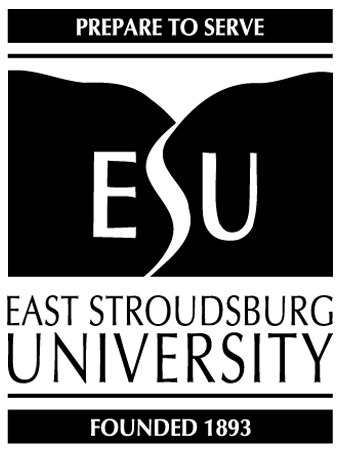 PREPARE TO SERVE
ESU
EAST STROUDSBURG
UNIVERSITY
FOUNDED 1893